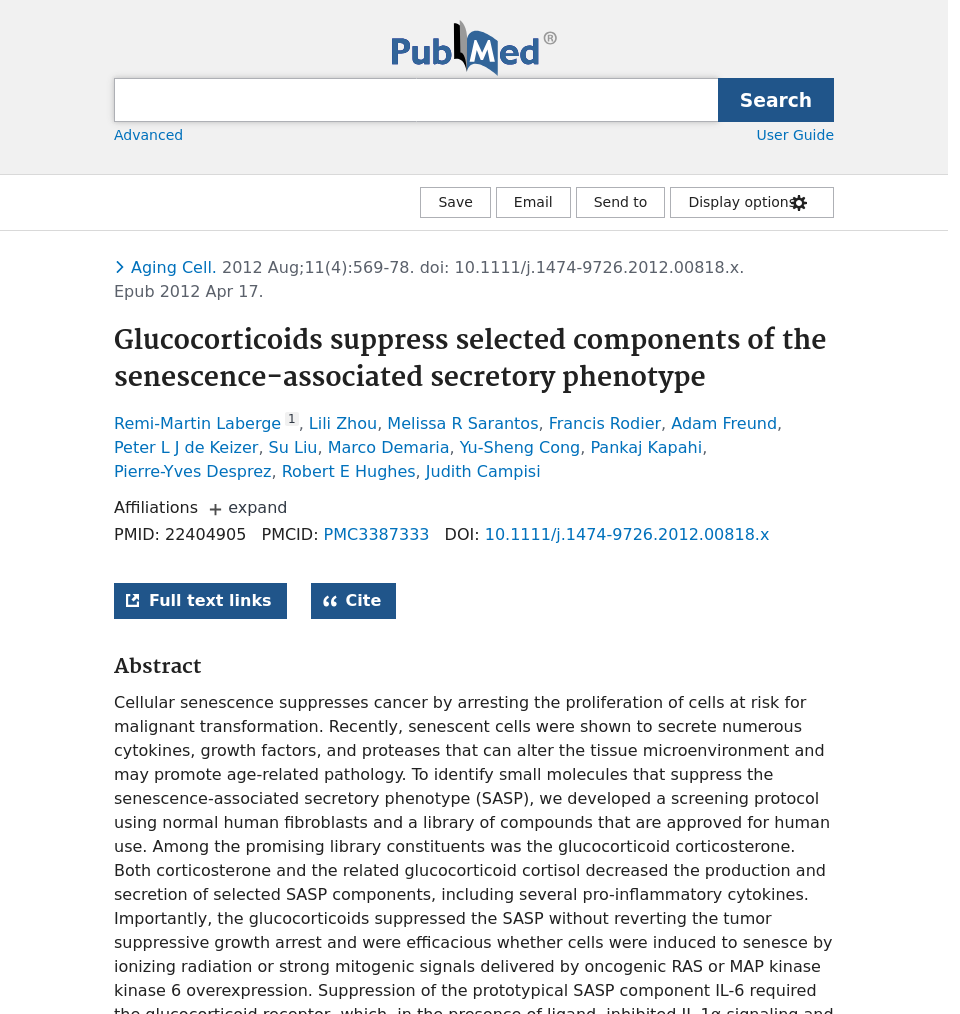 PubMed®
Search
Advanced
User Guide
Save
Email
Send to
Display options
Aging Cell. 2012 Aug;11(4):569-78. doi: 10.1111/j.1474-9726.2012.00818.x.
Epub 2012 Apr 17.
Glucocorticoids suppress selected components of the
senescence-associated secretory phenotype
Remi-Martin Laberge 1, Lili Zhou, Melissa R Sarantos, Francis Rodier, Adam Freund,
Peter L J de Keizer, Su Liu, Marco Demaria, Yu-Sheng Cong, Pankaj Kapahi,
Pierre-Yves Desprez, Robert E Hughes, Judith Campisi
Affiliations + expand
PMID: 22404905 PMCID: PMC3387333 DOI: 10.1111/j.1474-9726.2012.00818.x
Full text links
Cite
Abstract
Cellular senescence suppresses cancer by arresting the proliferation of cells at risk for
malignant transformation. Recently, senescent cells were shown to secrete numerous
cytokines, growth factors, and proteases that can alter the tissue microenvironment and
may promote age-related pathology. To identify small molecules that suppress the
senescence-associated secretory phenotype (SASP), we developed a screening protocol
using normal human fibroblasts and a library of compounds that are approved for human
use. Among the promising library constituents was the glucocorticoid corticosterone.
Both corticosterone and the related glucocorticoid cortisol decreased the production and
secretion of selected SASP components, including several pro-inflammatory cytokines.
Importantly, the glucocorticoids suppressed the SASP without reverting the tumor
suppressive growth arrest and were efficacious whether cells were induced to senesce by
ionizing radiation or strong mitogenic signals delivered by oncogenic RAS or MAP kinase
kinase 6 overexpression. Suppression of the prototypical SASP component IL-6 required
the glucocorticoid receptor, which, in the presence of ligand, inhibited IL-1α signaling and